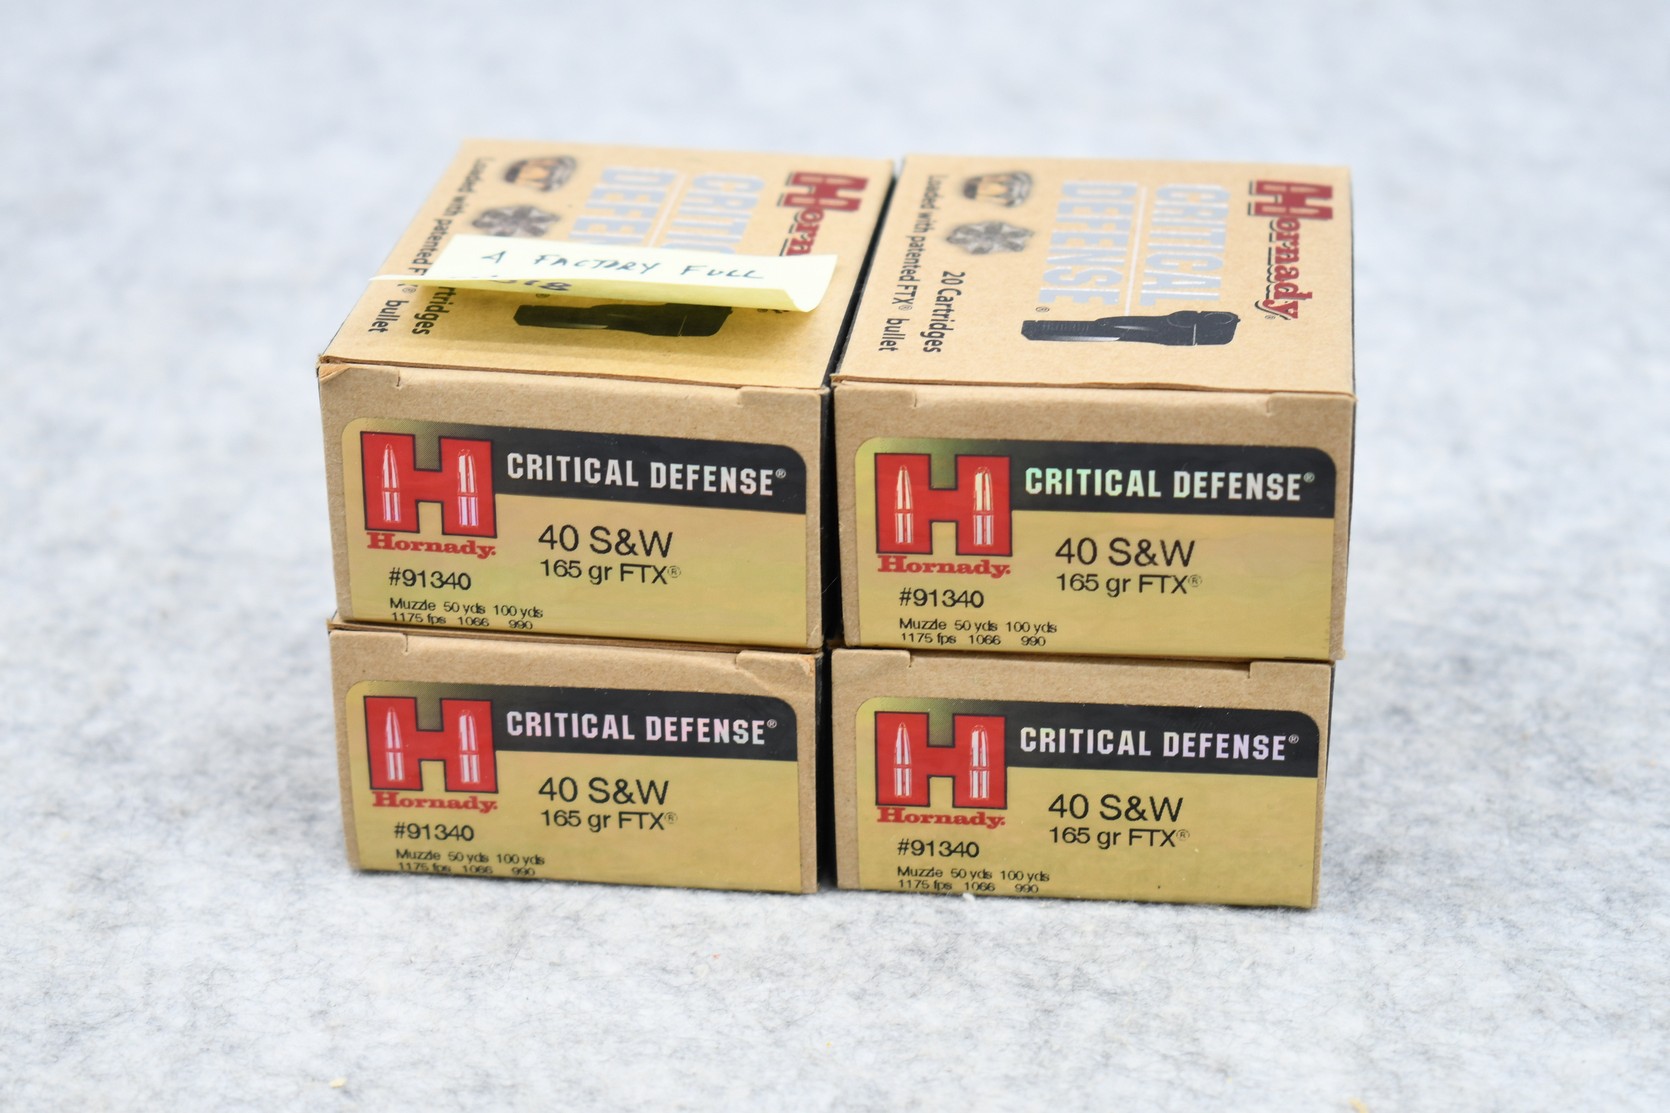 Hornady
CRITICAL
DEFENSE
20 Cartridges
Loaded with patented FTX® bullet
Hornady®
CRITICAL
DEFENSE®
20 Cartridges
Loaded with patented FTX® bullet
4 FACTORY FULL
CRITICAL DEFENSE®
Hornady.
40 S&W
165 gr FTX®
#91340
Muzzle 50 yds 100 yds
1175 fps 1066 990
CRITICAL DEFENSE®
Hornady.
40 S&W
165 gr FTX®
#91340
Muzzle 50 yds 100 yds
1175 fps 1066 990
CRITICAL DEFENSE®
Hornady.
40 S&W
165 gr FTX®
#91340
Muzzle 50 yds 100 yds
1175 fps 1066 990
CRITICAL DEFENSE®
Hornady.
40 S&W
165 gr FTX®
#91340
Muzzle 50 yds 100 yds
1175 fps 1066 990